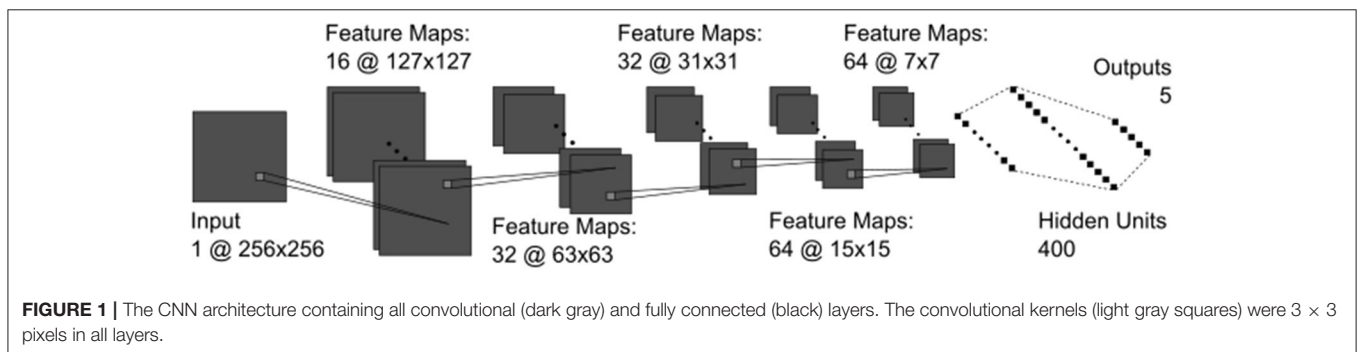 Feature Maps:
16 @ 127x127
Feature Maps:
32 @ 31x31
Feature Maps:
64 @ 7x7
Outputs
5
Input
1 @ 256x256
Feature Maps:
32 @ 63x63
Feature Maps:
64 @ 15x15
Hidden Units
400
FIGURE 1 | The CNN architecture containing all convolutional (dark gray) and fully connected (black) layers. The convolutional kernels (light gray squares) were 3 × 3
pixels in all layers.